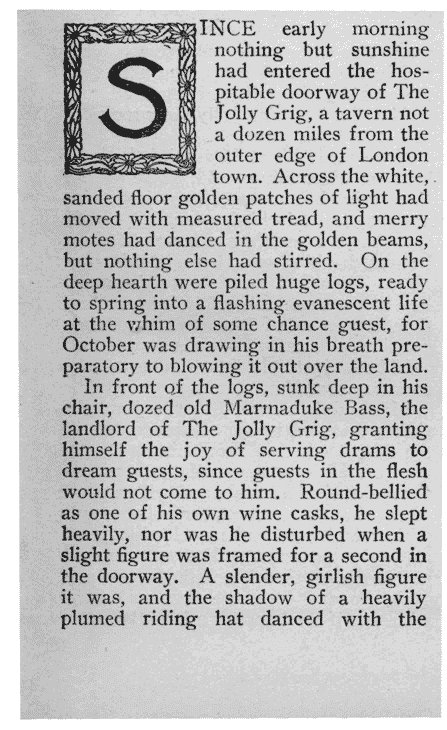 SINCE early morning
nothing but sunshine
had entered the hos-
pitable doorway of The
Jolly Grig, a tavern not
a dozen miles from the
outer edge of London
town. Across the white,
sanded floor golden patches of light had
moved with measured tread, and merry
motes had danced in the golden beams,
but nothing else had stirred. On the
deep hearth were piled huge logs, ready
to spring into a flashing evanescent life
at the whim of some chance guest, for
October was drawing in his breath pre-
paratory to blowing it out over the land.
In front of the logs, sunk deep in his
chair, dozed old Marmaduke Bass, the
landlord of The Jolly Grig, granting
himself the joy of serving drams to
dream guests, since guests in the flesh
would not come to him. Round-bellied
as one of his own wine casks, he slept
heavily, nor was he disturbed when a
slight figure was framed for a second in
the doorway. A slender, girlish figure
it was, and the shadow of a heavily
plumed riding hat danced with the